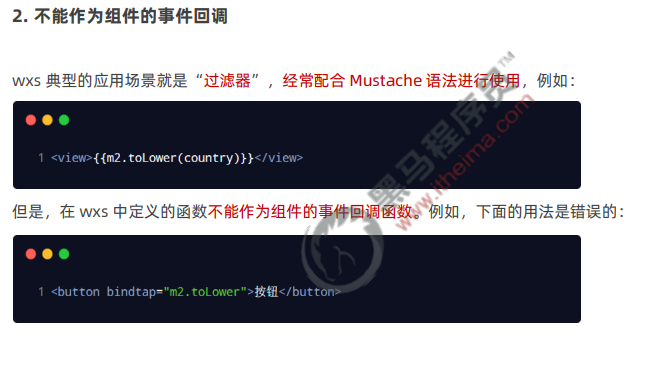 2. 不能作为组件的事件回调
wxs 典型的应用场景就是“过滤器”，经常配合 Mustache 语法进行使用，例如：
1 <view>{{m2.toLower(country)}}</view>
但是，在 wxs 中定义的函数不能作为组件的事件回调函数。例如，下面的用法是错误的：
1 <button bindtap="m2.toLower">按钮</button>
黑马程序员™
www.itheima.com